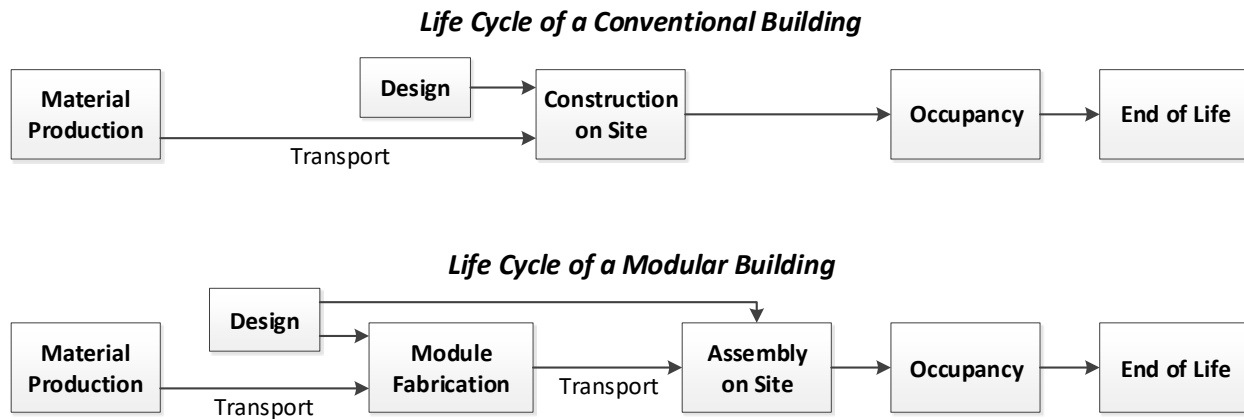 Life Cycle of a Conventional Building
Design
Material
Production
Construction
on Site
Occupancy
End of Life
Transport
Life Cycle of a Modular Building
Design
Material
Production
Module
Fabrication
Assembly
on Site
Occupancy
End of Life
Transport
Transport